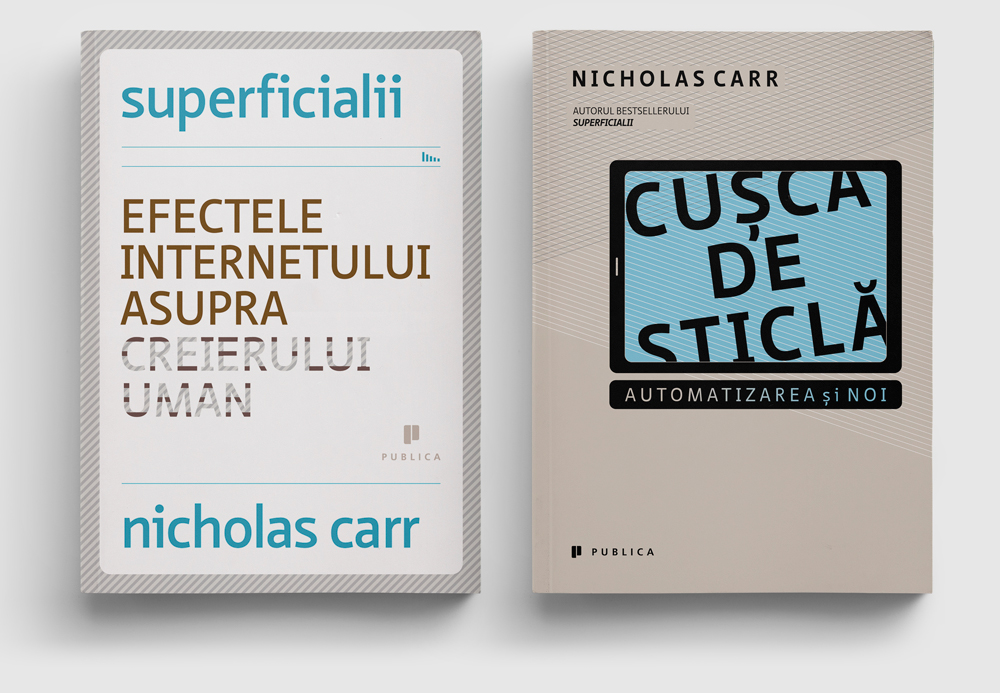 superficialii
EFECTELE
INTERNETULUI
ASUPRA
CREIERULUI
UMAN
PUBLICA
nicholas carr
NICHOLAS CARR
AUTORUL BESTSELLERULUI
SUPERFICIALII
CUȘCA
DE
STICLĂ
AUTOMATIZAREA și NOI
PUBLICA